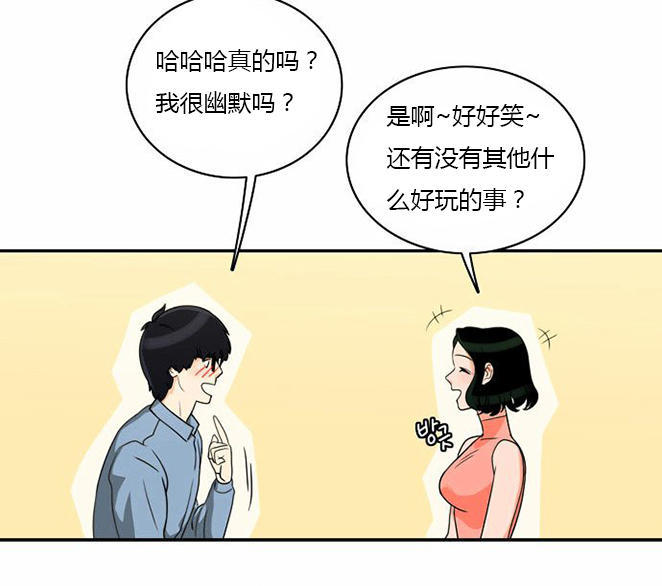 哈哈哈真的吗？
我很幽默吗？
是啊~好好笑~
还有没有其他什
么好玩的事？
방긋